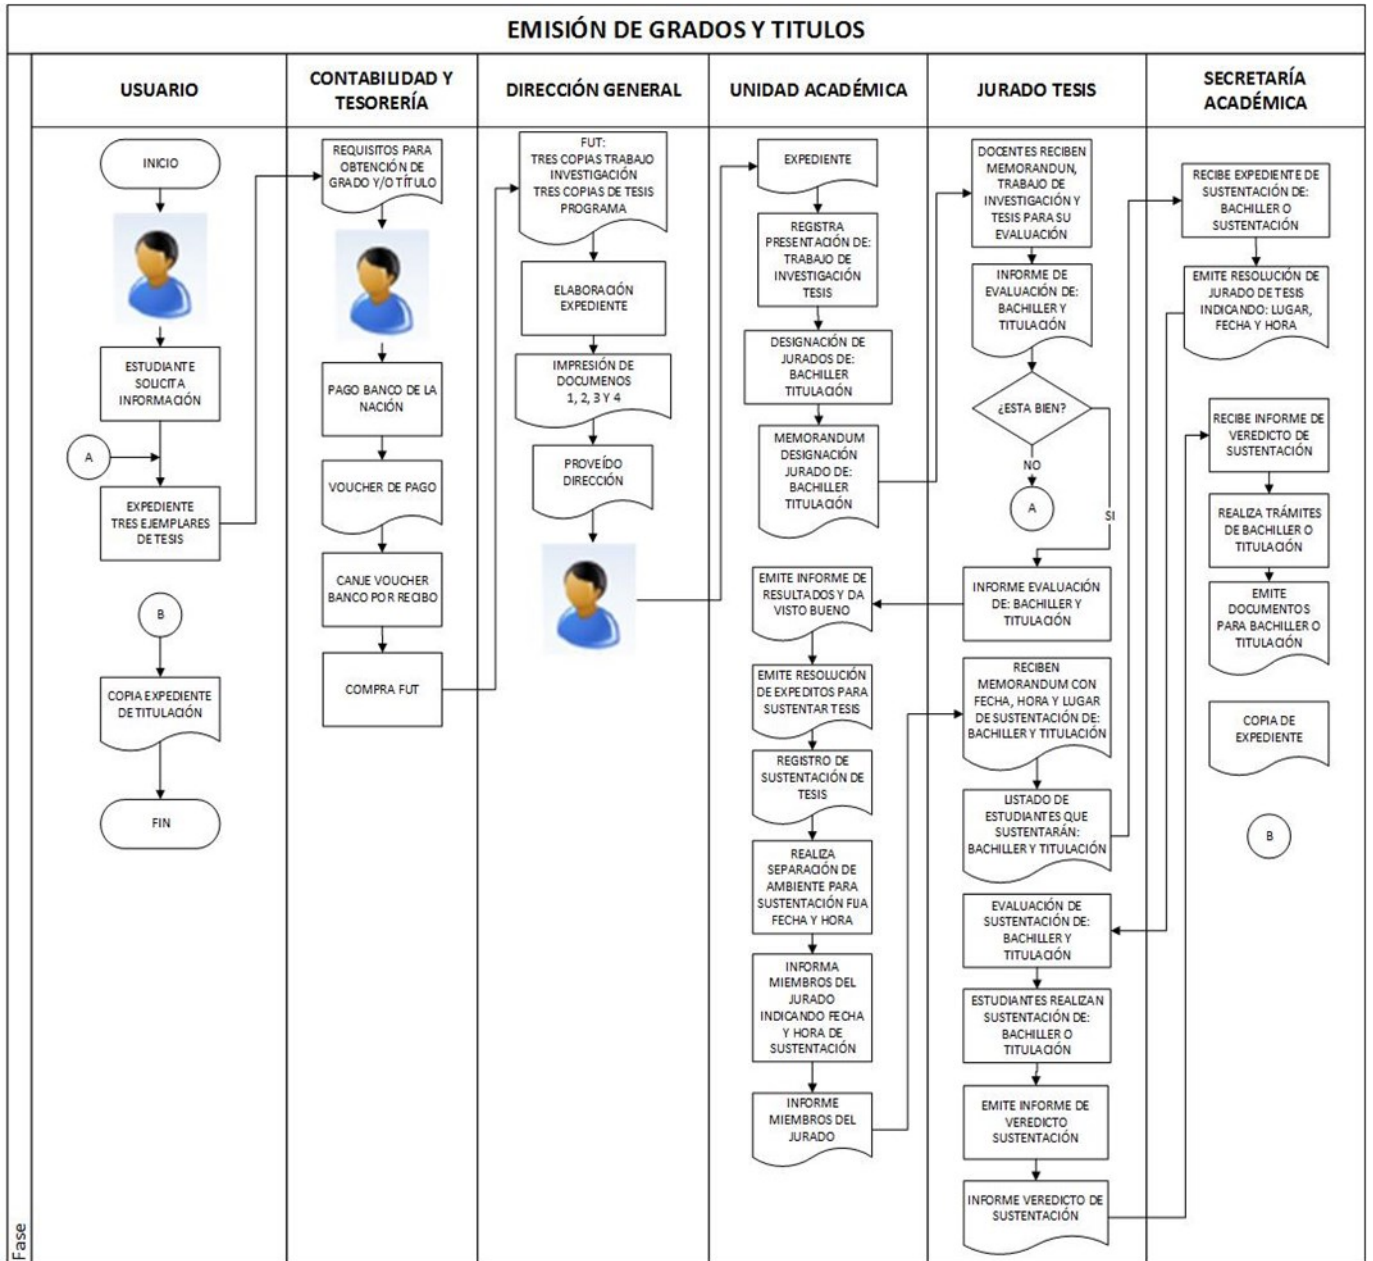 EMISIÓN DE GRADOS Y TITULOS
USUARIO
INICIO
ESTUDIANTE
SOLICITA
INFORMACIÓN
A
EXPEDIENTE
TRES EJEMPLARES
DE TESIS
B
COPIA EXPEDIENTE
DE TITULACIÓN
FIN
CONTABILIDAD Y
TESORERÍA
REQUISITOS PARA
OBTENCIÓN DE
GRADO Y/O TÍTULO
PAGO BANCO DE LA
NACIÓN
VOUCHER DE PAGO
CANJE VOUCHER
BANCO POR RECIBO
COMPRA FUT
DIRECCIÓN GENERAL
FUT:
TRES COPIAS TRABAJO
INVESTIGACIÓN
TRES COPIAS DE TESIS
PROGRAMA
ELABORACIÓN
EXPEDIENTE
IMPRESIÓN DE
DOCUMENOS
1, 2, 3 Y 4
PROVEÍDO
DIRECCIÓN
UNIDAD ACADÉMICA
EXPEDIENTE
REGISTRA
PRESENTACIÓN DE:
TRABAJO DE
INVESTIGACIÓN
TESIS
DESIGNACIÓN DE
JURADOS DE:
BACHILLER
TITULACIÓN
MEMORANDUM
DESIGNACIÓN
JURADO DE:
BACHILLER
TITULACIÓN
EMITE INFORME DE
RESULTADOS Y DA
VISTO BUENO
EMITE RESOLUCIÓN
DE EXPEDITOS PARA
SUSTENTAR TESIS
REGISTRO DE
SUSTENTACIÓN DE
TESIS
REALIZA
SEPARACIÓN DE
AMBIENTE PARA
SUSTENTACIÓN FIJA
FECHA Y HORA
INFORMA
MIEMBROS DEL
JURADO
INDICANDO FECHA
Y HORA DE
SUSTENTACIÓN
INFORME
MIEMBROS DEL
JURADO
JURADO TESIS
DOCENTES RECIBEN
MEMORANDUN,
TRABAJO DE
INVESTIGACIÓN Y
TESIS PARA SU
EVALUACIÓN
INFORME DE
EVALUACIÓN DE:
BACHILLER Y
TITULACIÓN
¿ESTA BIEN?
NO
A
SI
INFORME EVALUACIÓN
DE: BACHILLER Y
TITULACIÓN
RECIBEN
MEMORANDUM CON
FECHA, HORA Y LUGAR
DE SUSTENTACIÓN DE:
BACHILLER Y TITULACIÓN
LISTADO DE
ESTUDIANTES QUE
SUSTENTARÁN:
BACHILLER Y TITULACIÓN
EVALUACIÓN DE
SUSTENTACIÓN DE:
BACHILLER Y
TITULACIÓN
ESTUDIANTES REALIZAN
SUSTENTACIÓN DE:
BACHILLER O
TITULACIÓN
EMITE INFORME DE
VEREDICTO
SUSTENTACIÓN
INFORME VEREDICTO DE
SUSTENTACIÓN
SECRETARÍA
ACADÉMICA
RECIBE EXPEDIENTE DE
SUSTENTACIÓN DE:
BACHILLER O
SUSTENTACIÓN
EMITE RESOLUCIÓN DE
JURADO DE TESIS
INDICANDO: LUGAR,
FECHA Y HORA
RECIBE INFORME DE
VEREDICTO DE
SUSTENTACIÓN
REALIZA TRÁMITES
DE BACHILLER O
TITULACIÓN
EMITE
DOCUMENTOS
PARA BACHILLER O
TITULACIÓN
COPIA DE
EXPEDIENTE
B
Fase